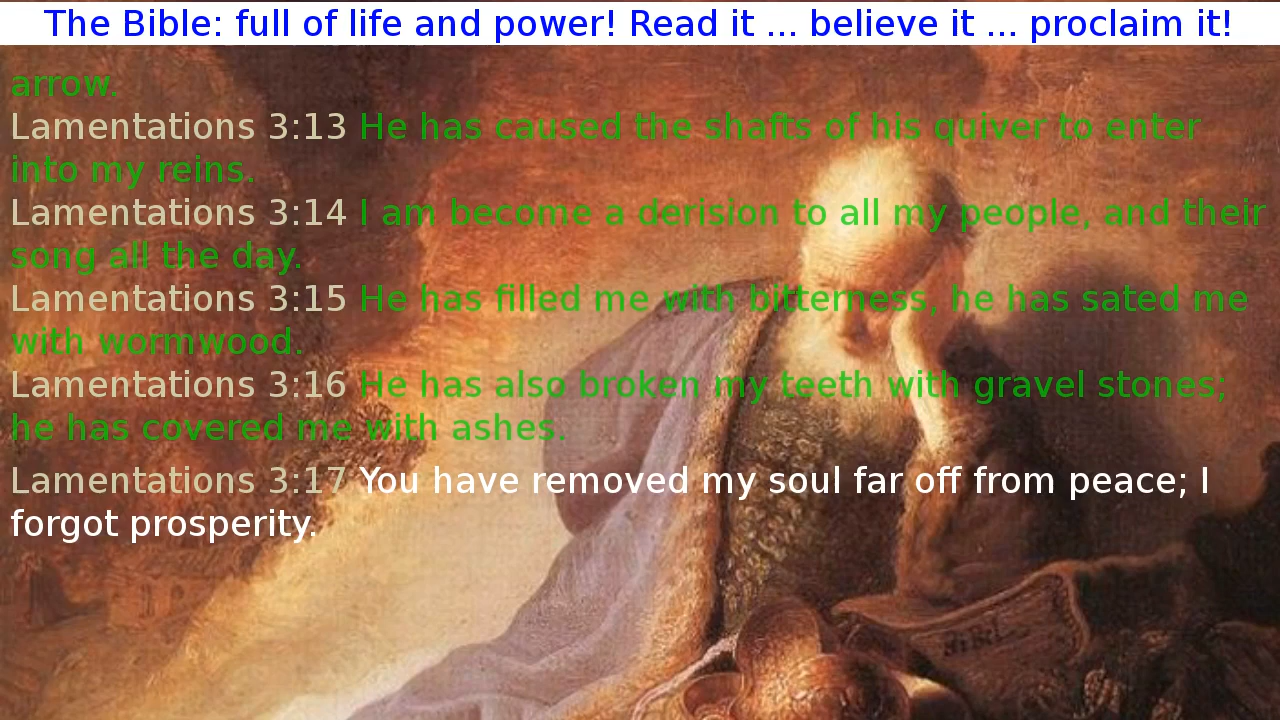 The Bible: full of life and power! Read it ... believe it ... proclaim it!
arrow.
Lamentations 3:13 He has caused the shafts of his quiver to enter
into my reins.
Lamentations 3:14 I am become a derision to all my people, and their
song all the day.
Lamentations 3:15 He has filled me with bitterness, he has sated me
with wormwood.
Lamentations 3:16 He has also broken my teeth with gravel stones;
he has covered me with ashes.
Lamentations 3:17 You have removed my soul far off from peace; I
forgot prosperity.
BiBeL